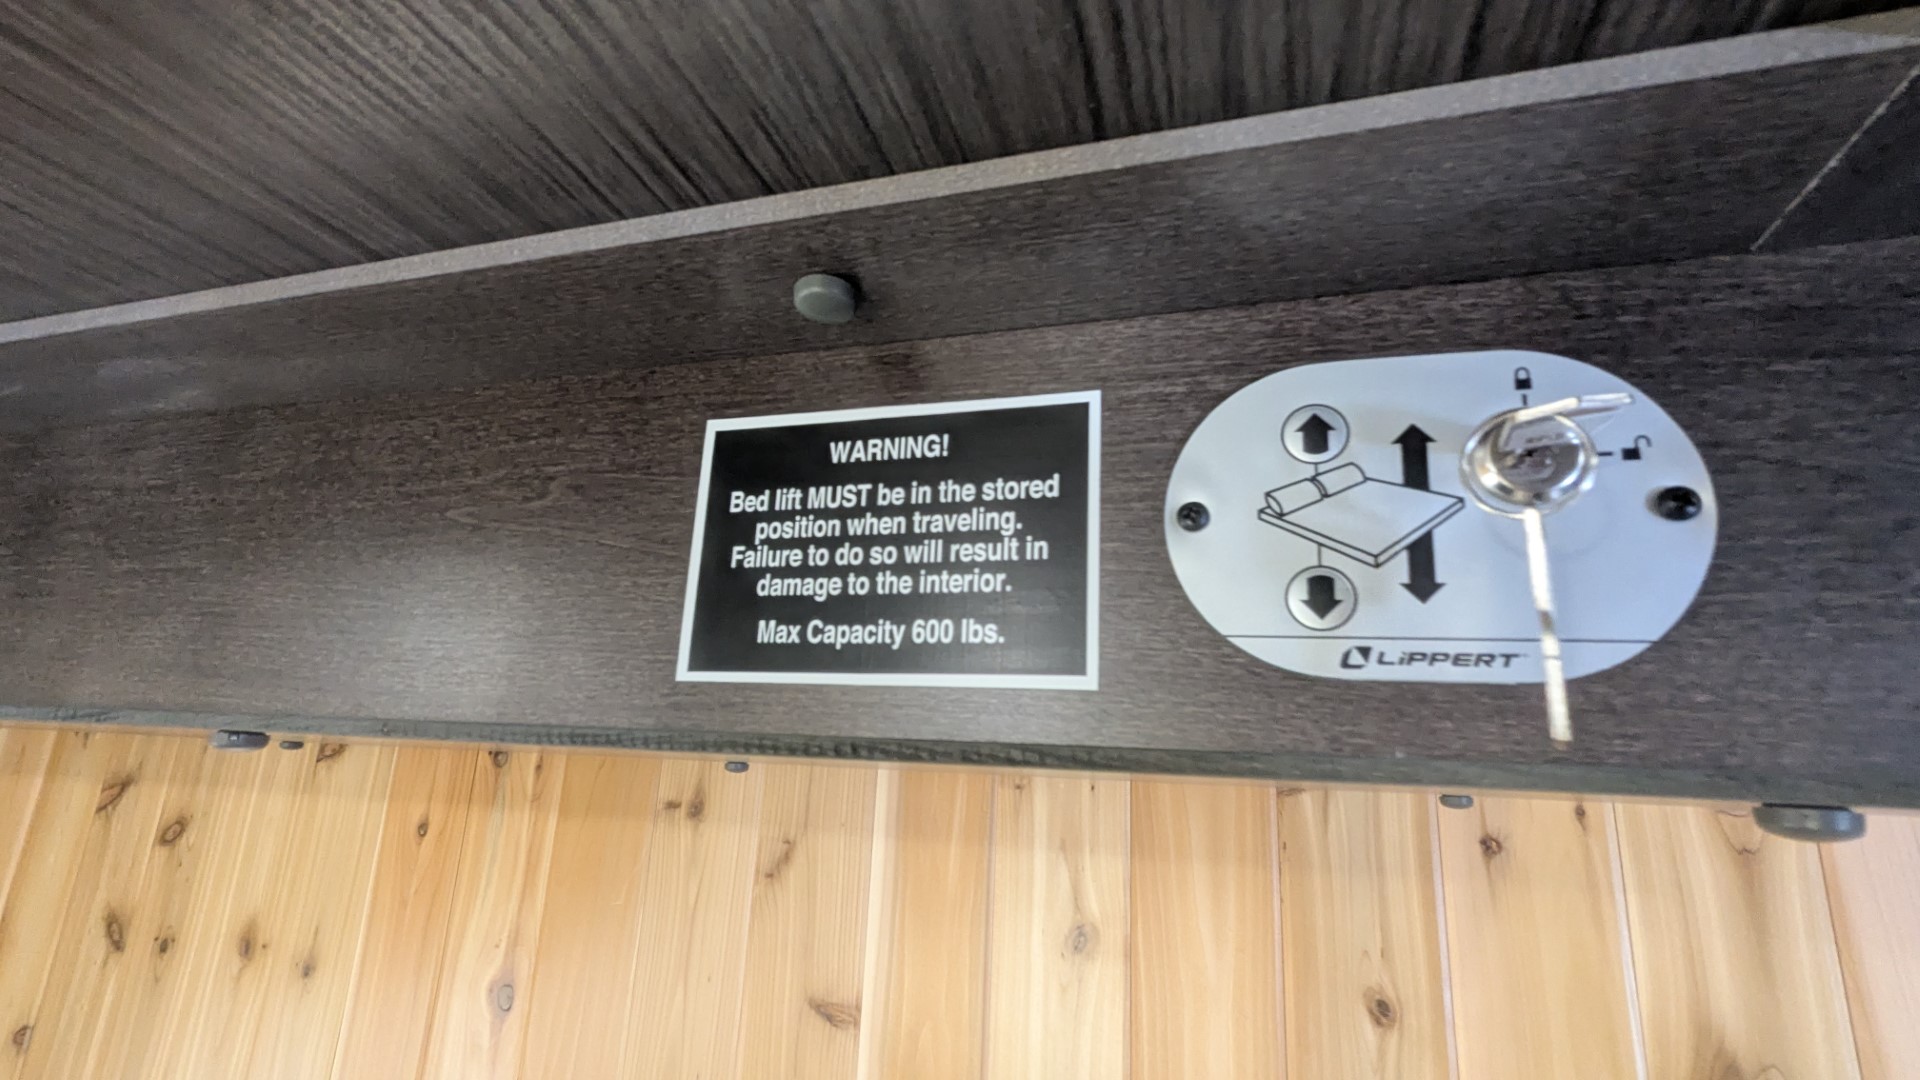 WARNING!
Bed lift MUST be in the stored
position when traveling.
Failure to do so will result in
damage to the interior.
Max Capacity 600 lbs.
LiPPERT